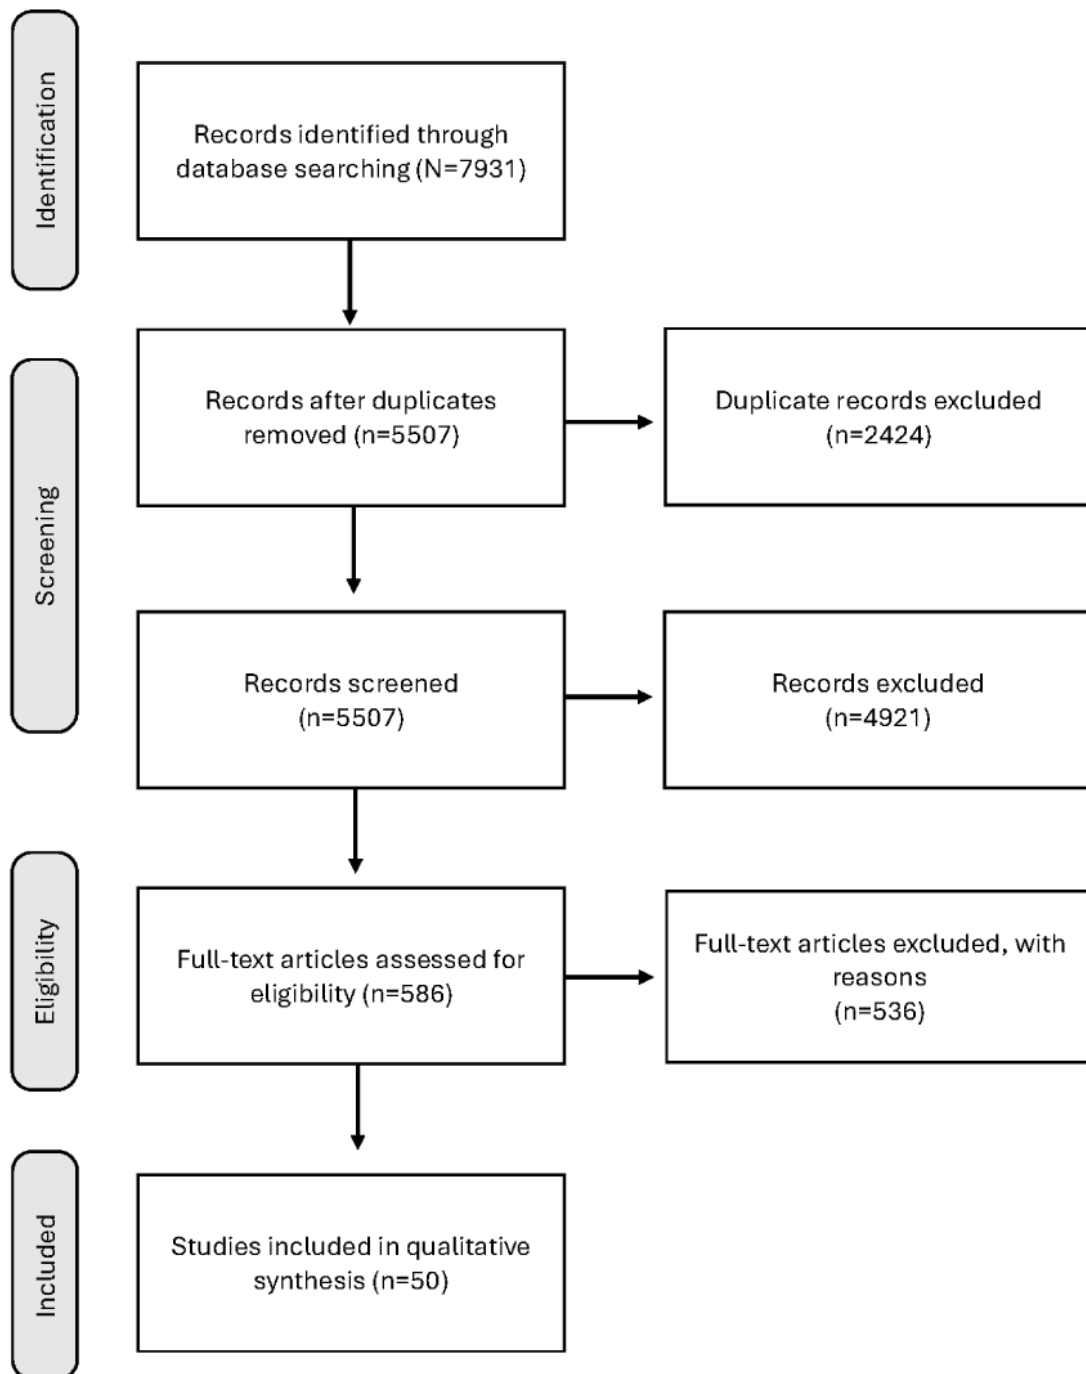 Identification
Records identified through
database searching (N=7931)
Screening
Records after duplicates
removed (n=5507)
Duplicate records excluded
(n=2424)
Records screened
(n=5507)
Records excluded
(n=4921)
Eligibility
Full-text articles assessed for
eligibility (n=586)
Full-text articles excluded, with
reasons
(n=536)
Included
Studies included in qualitative
synthesis (n=50)